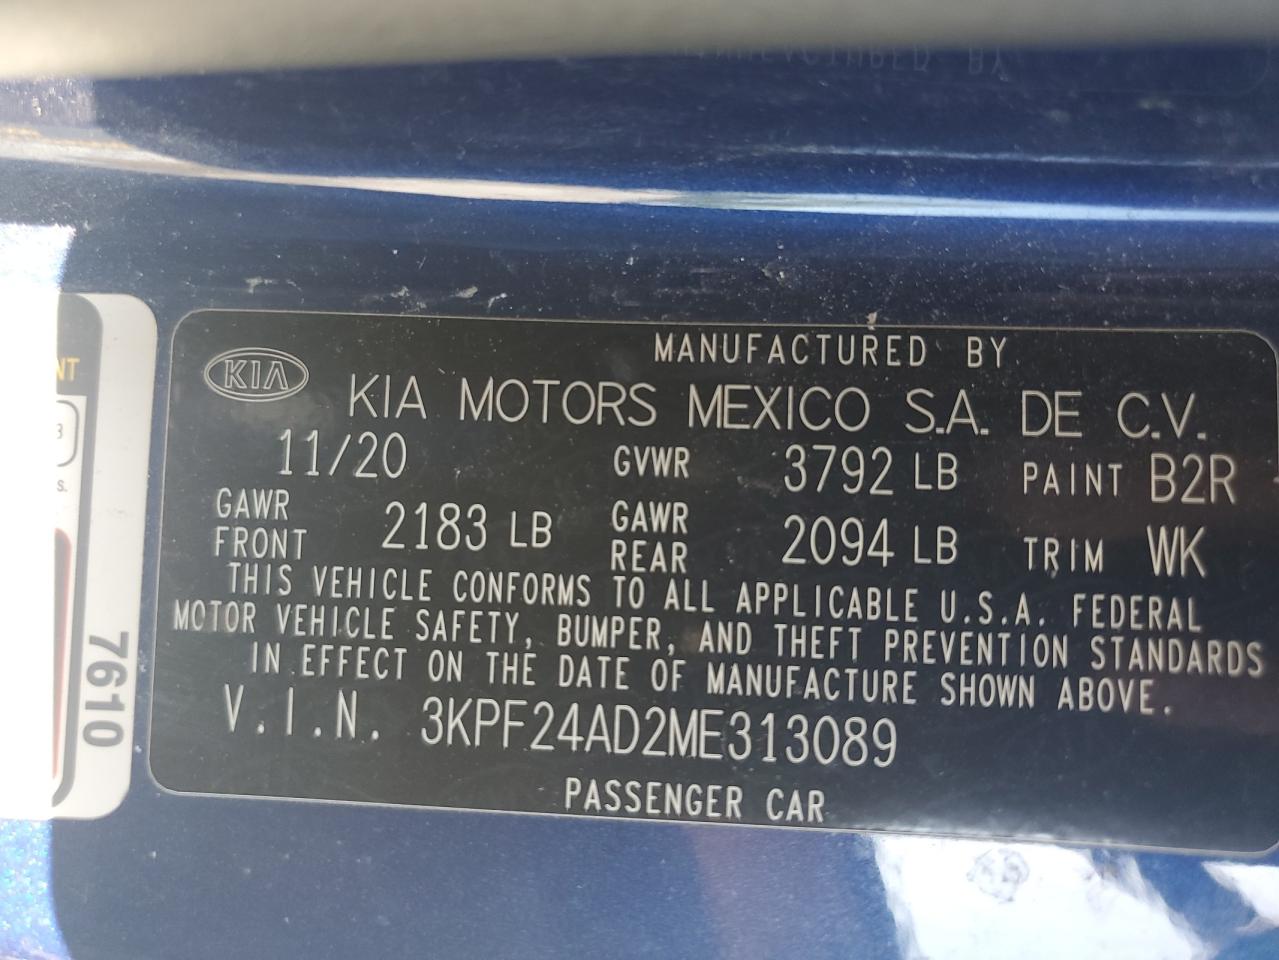 MANUFACTURED BY
KIA KIA MOTORS MEXICO S.A. DE C.V.
11/20 GVWR 3792 LB PAINT B2R
GAWR FRONT 2183 LB GAWR REAR 2094 LB TRIM WK
THIS VEHICLE CONFORMS TO ALL APPLICABLE U.S.A. FEDERAL
MOTOR VEHICLE SAFETY, BUMPER, AND THEFT PREVENTION STANDARDS
IN EFFECT ON THE DATE OF MANUFACTURE SHOWN ABOVE.
V.I.N. 3KPF24AD2ME313089
PASSENGER CAR
NT
3
S.
7610